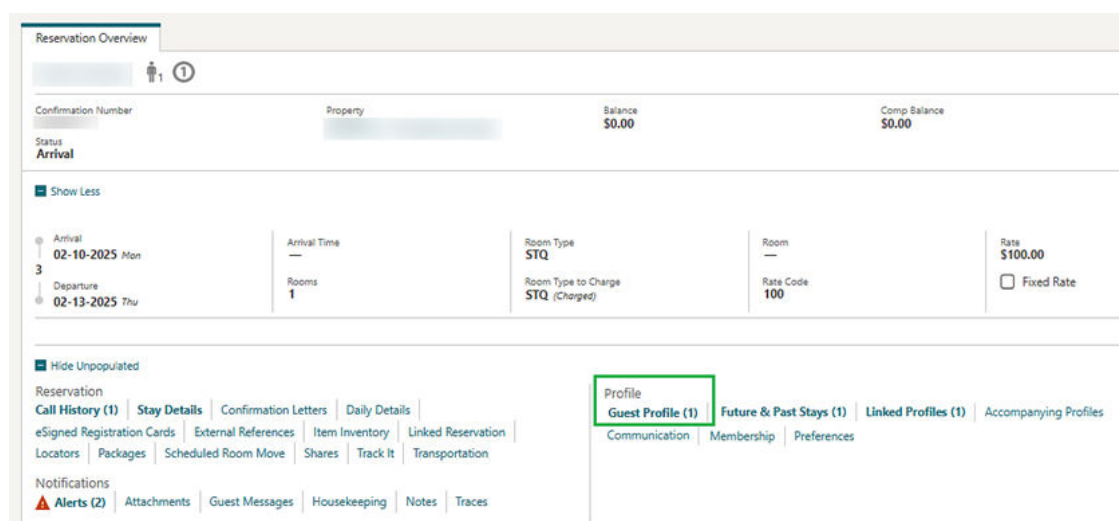 Reservation Overview
1 1
Confirmation Number Property Balance Comp Balance
$0.00 $0.00
Status
Arrival
Show Less
Arrival Arrival Time Room Type Room Rate
02-10-2025 Mon — STQ — $100.00
3
Departure Rooms Room Type to Charge Rate Code Fixed Rate
02-13-2025 Thu 1 STQ (Charged) 100
Hide Unpopulated
Reservation
Call History (1) Stay Details Confirmation Letters Daily Details
eSigned Registration Cards External References Item Inventory Linked Reservation
Locators Packages Scheduled Room Move Shares Track It Transportation
Notifications
Alerts (2) Attachments Guest Messages Housekeeping Notes Traces
Profile
Guest Profile (1) Future & Past Stays (1) Linked Profiles (1) Accompanying Profiles
Communication Membership Preferences